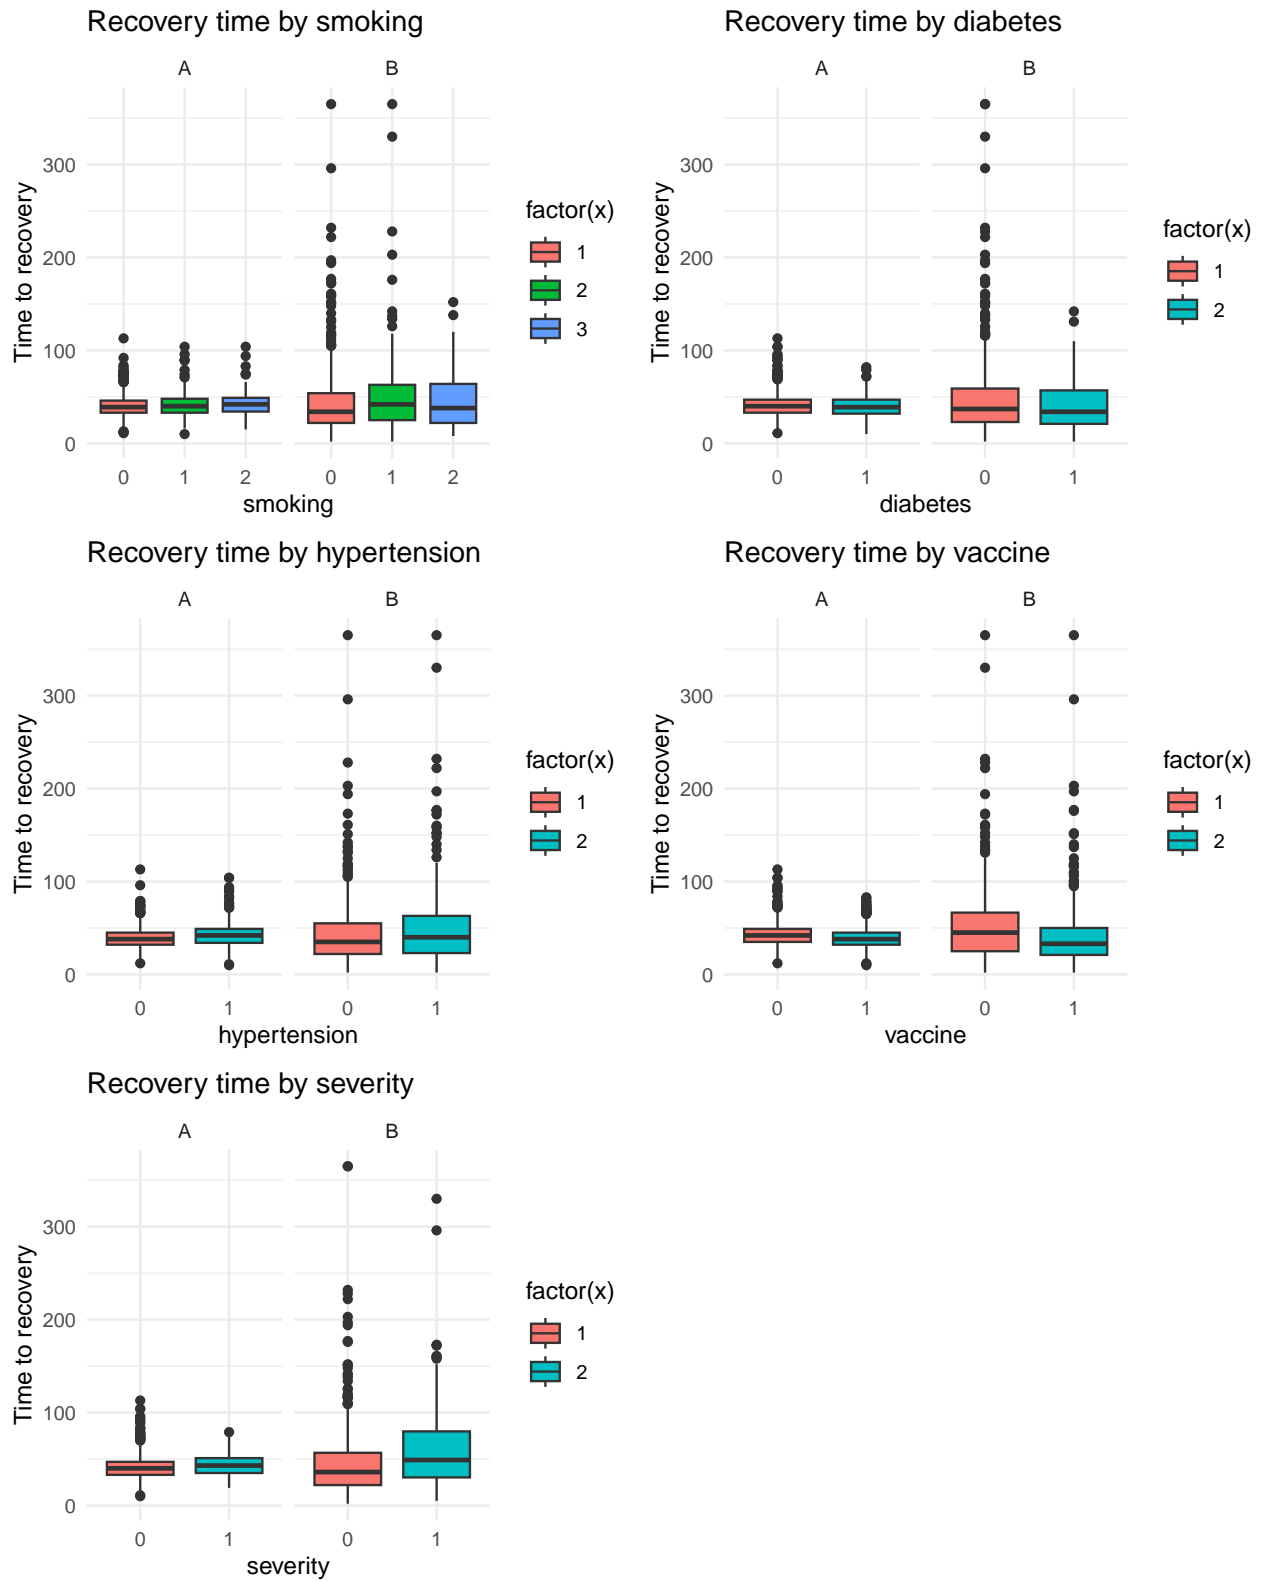 Recovery time by smoking
A
B
Time to recovery
300
200
100
0
0
1
2
0
1
2
smoking
factor(x)
1
2
3
Recovery time by diabetes
A
B
Time to recovery
300
200
100
0
0
1
0
1
diabetes
factor(x)
1
2
Recovery time by hypertension
A
B
Time to recovery
300
200
100
0
0
1
0
1
hypertension
factor(x)
1
2
Recovery time by vaccine
A
B
Time to recovery
300
200
100
0
0
1
0
1
vaccine
factor(x)
1
2
Recovery time by severity
A
B
Time to recovery
300
200
100
0
0
1
0
1
severity
factor(x)
1
2